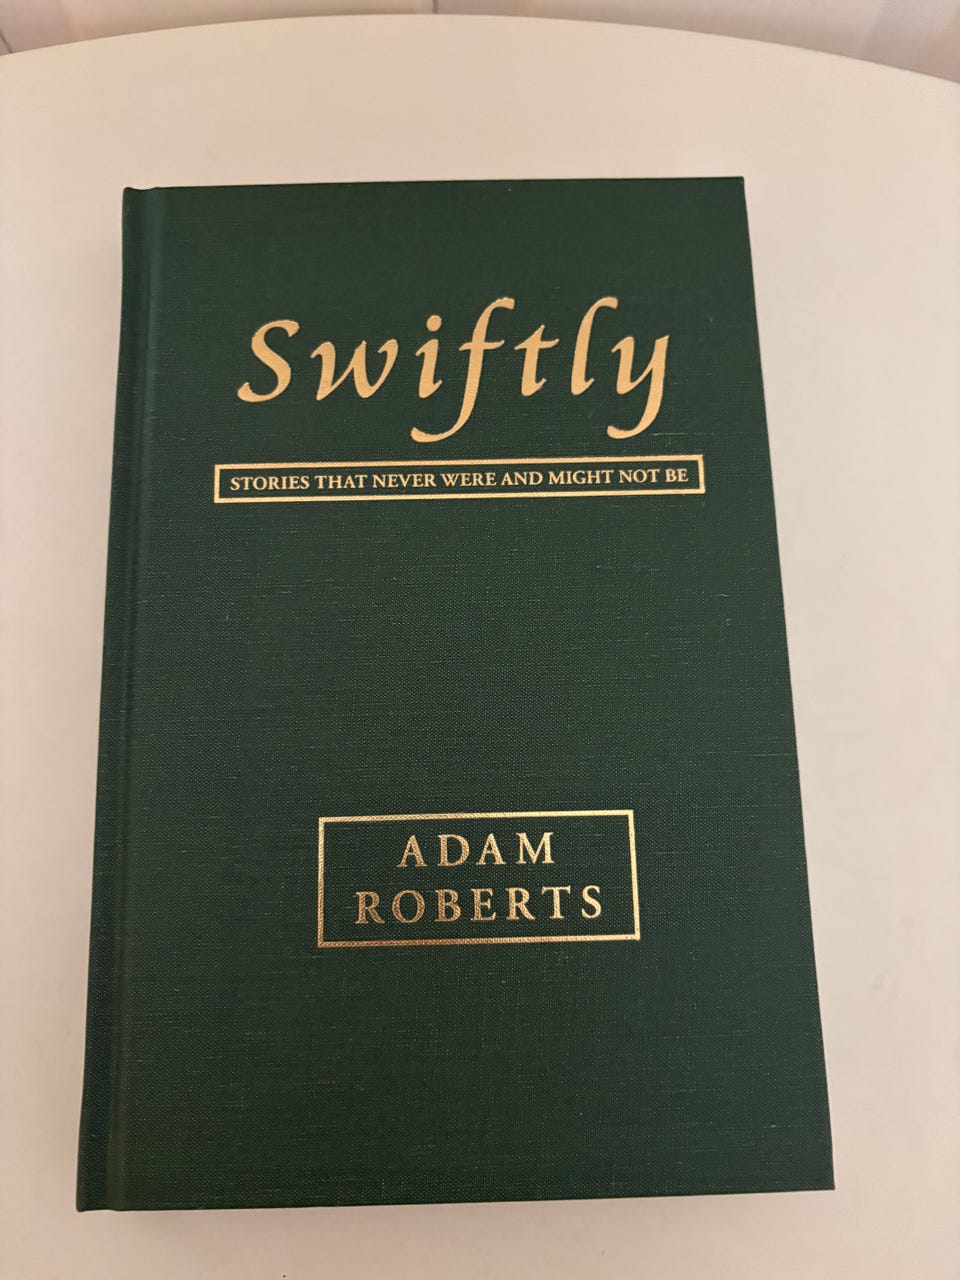 Swiftly
STORIES THAT NEVER WERE AND MIGHT NOT BE
ADAM
ROBERTS